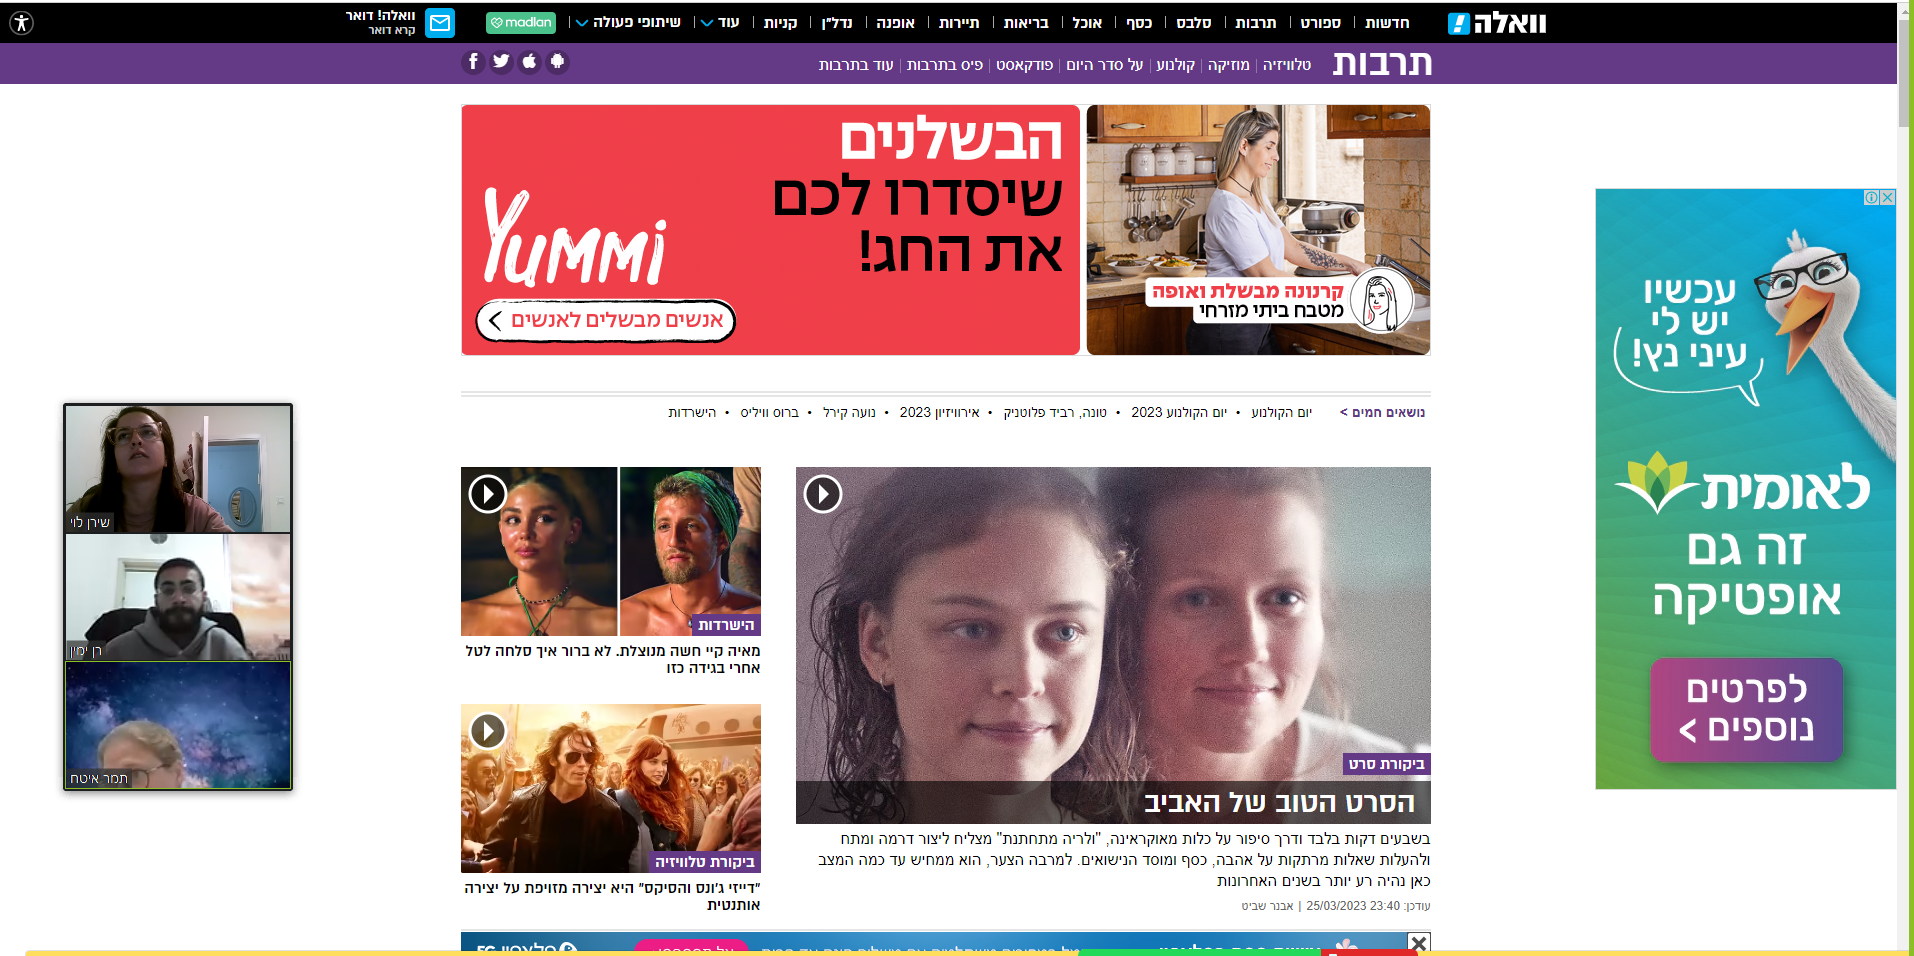 וואלה!
חדשות
ספורט
תרבות
סלבס
כסף
אוכל
בריאות
תיירות
אופנה
נדל"ן
קניות
עוד
שיתופי פעולה
madlan
וואלה! דואר
קרא דואר
תרבות
טלוויזיה
מוזיקה
קולנוע
על סדר היום
פודקאסט
פיס בתרבות
עוד בתרבות
הבשלנים
שיסדרו לכם
את החג!
Yummi
אנשים מבשלים לאנשים
קרנונה מבשלת ואופה
מטבח ביתי מזרחי
עכשיו
יש לי
עיני נץ!
לאומית
זה גם
אופטיקה
לפרטים
נוספים >
נושאים חמים >
יום הקולנוע • יום הקולנוע 2023 • טונה, רביד פלוטניק • אירוויזיון 2023 • נועה קירל • ברוס וויליס • הישרדות
ביקורת סרט
הסרט הטוב של האביב
בשבעים דקות בלבד ודרך סיפור על כלות מאוקראינה, "ולריה מתחתנת" מצליח ליצור דרמה ומתח
ולהעלות שאלות מרתקות על אהבה, כסף ומוסד הנישואים. למרבה הצער, הוא ממחיש עד כמה המצב
כאן נהיה רע יותר בשנים האחרונות
עודכן: 23:40 25/03/2023 | אבנר שביט
הישרדות
מאיה קיי חשה מנוצלת. לא ברור איך סלחה לטל
אחרי בגידה כזו
ביקורת טלוויזיה
"דייזי ג'ונס והסיקס" היא יצירה מזויפת על יצירה
אותנטית
שירן לוי
רן ימין
תמר איטח